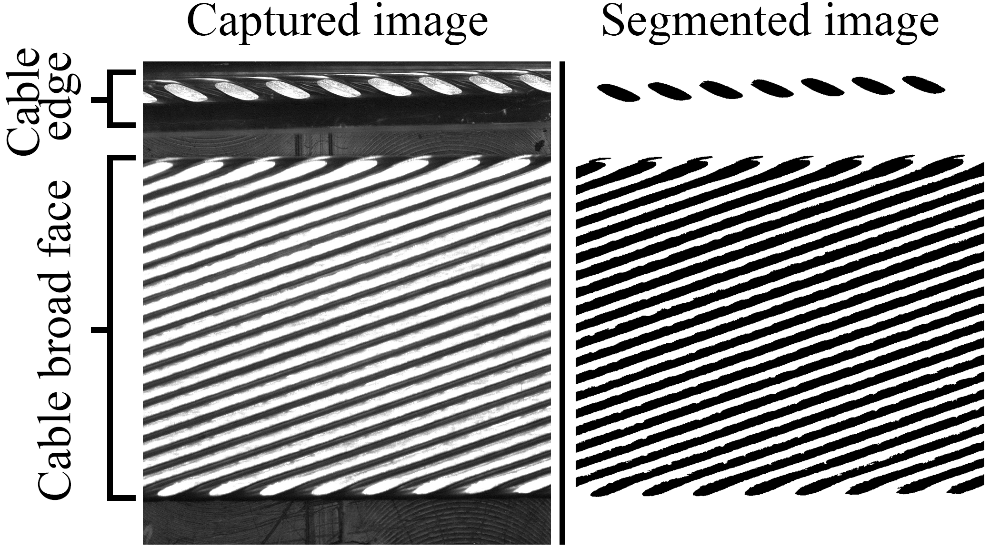 Captured image
Segmented image
Cable
edge
Cable broad face